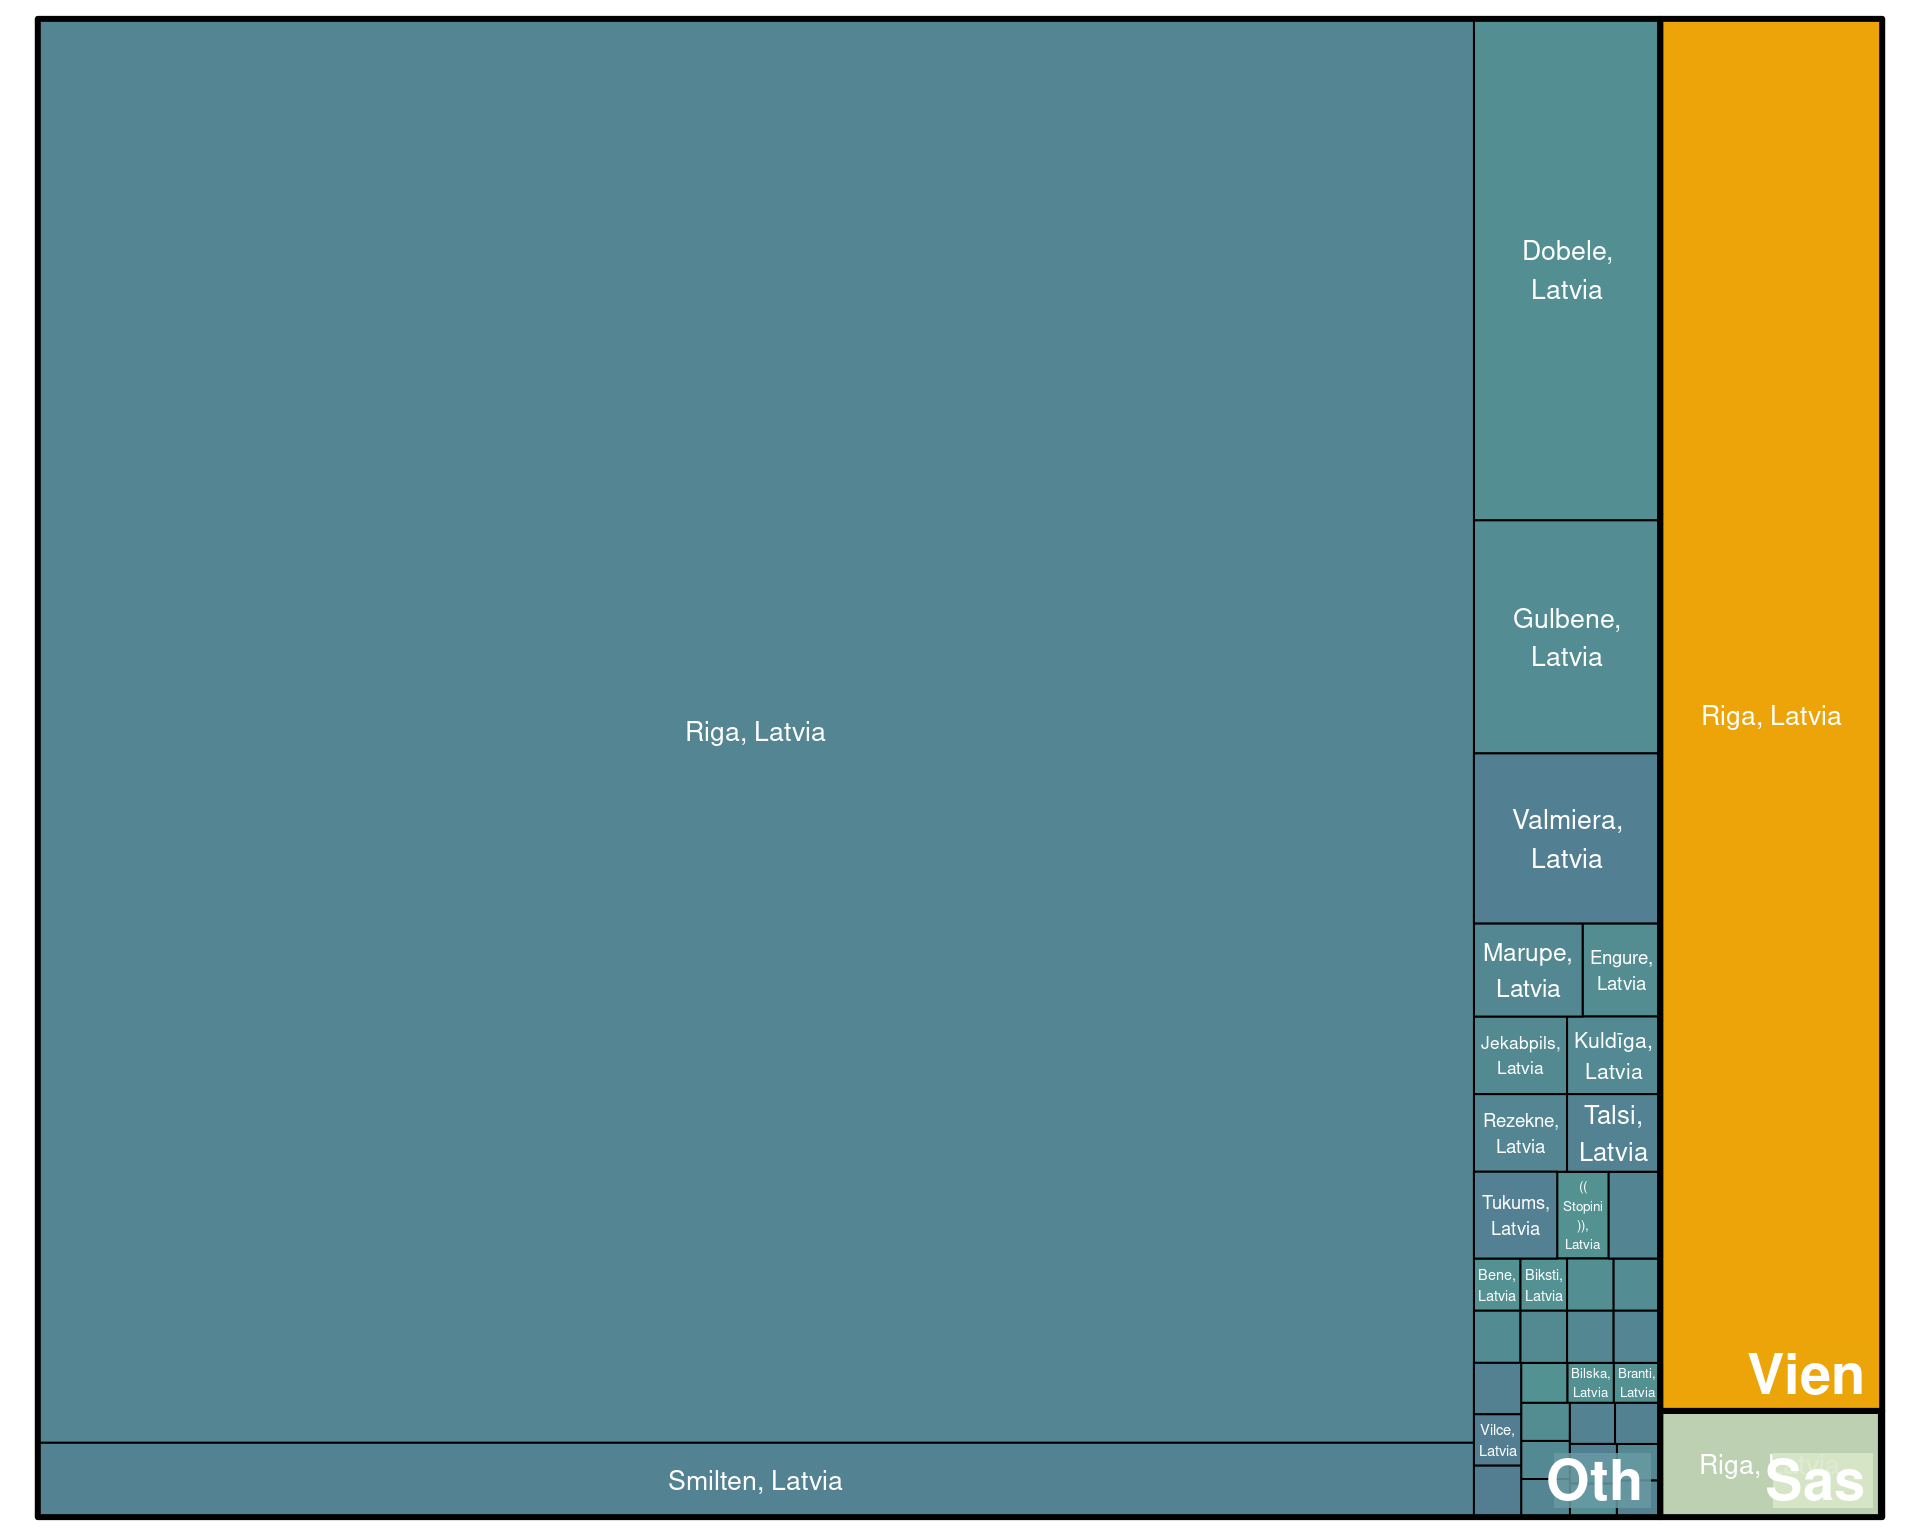 Riga, Latvia
Smilten, Latvia
Dobele,
Latvia
Gulbene,
Latvia
Valmiera,
Latvia
Marupe,
Latvia
Engure,
Latvia
Jekabpils,
Latvia
Kuldīga,
Latvia
Rezekne,
Latvia
Talsi,
Latvia
Tukums,
Latvia
((
Stopini
)),
Latvia
Bene,
Latvia
Biksti,
Latvia
Bilska,
Latvia
Branti,
Latvia
Vilce,
Latvia
Oth
Riga, Latvia
Vien
Riga, Latvia
Sas